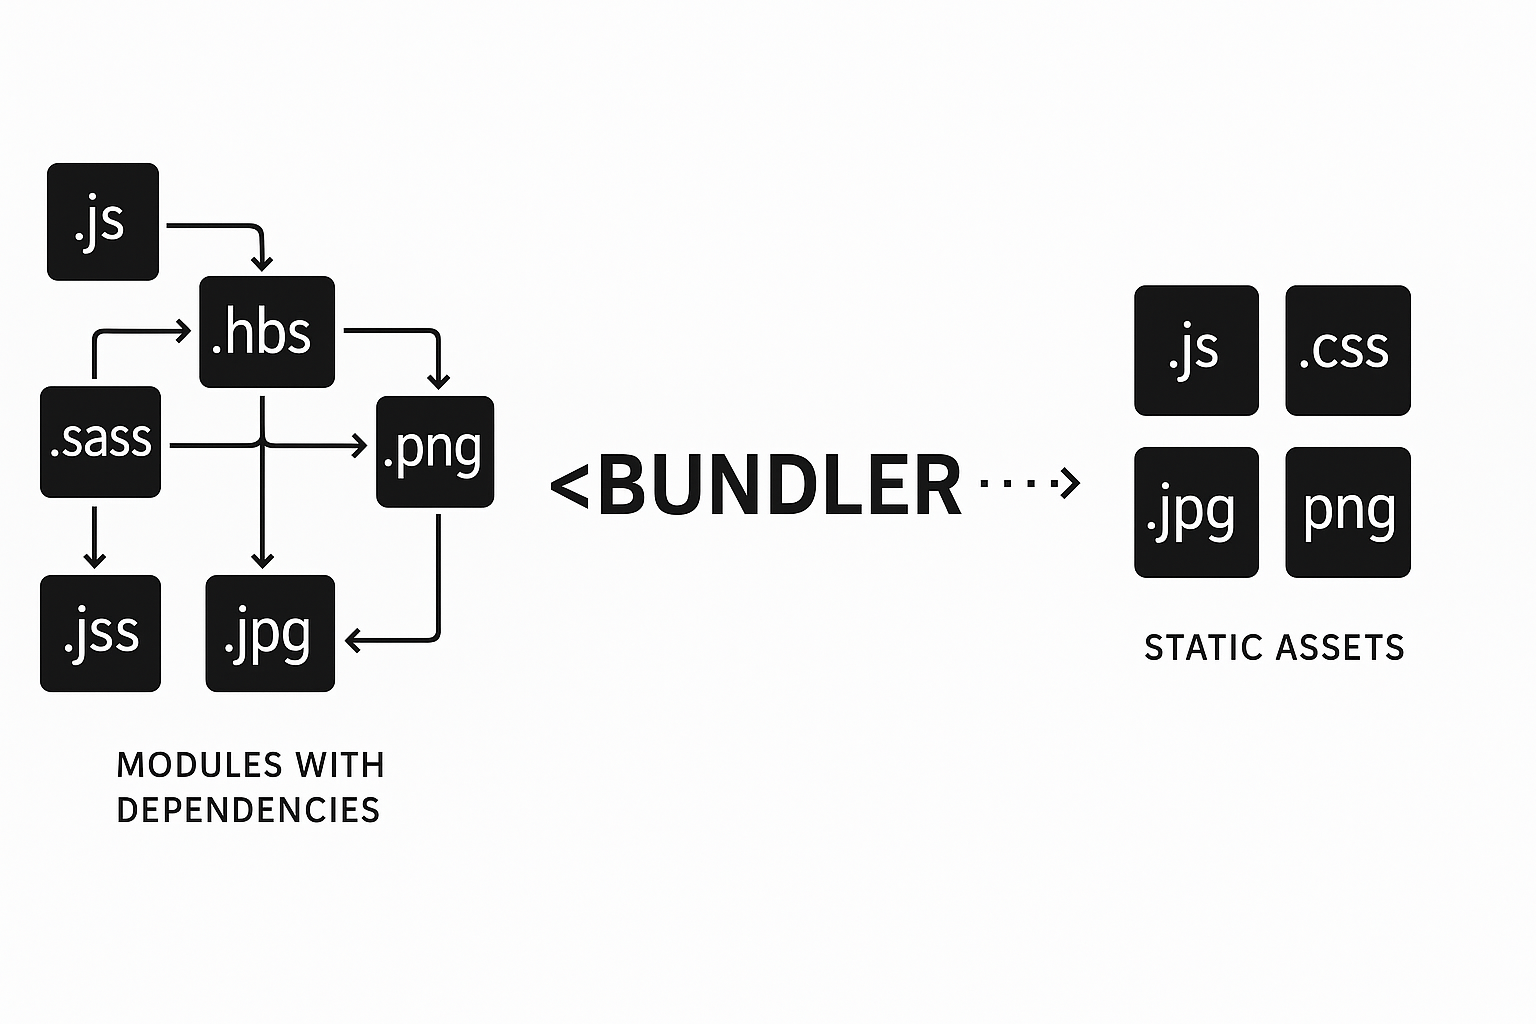 .js
.hbs
.sass
.png
.jss
.jpg
MODULES WITH
DEPENDENCIES
<BUNDLER
.js
.css
.jpg
png
STATIC ASSETS